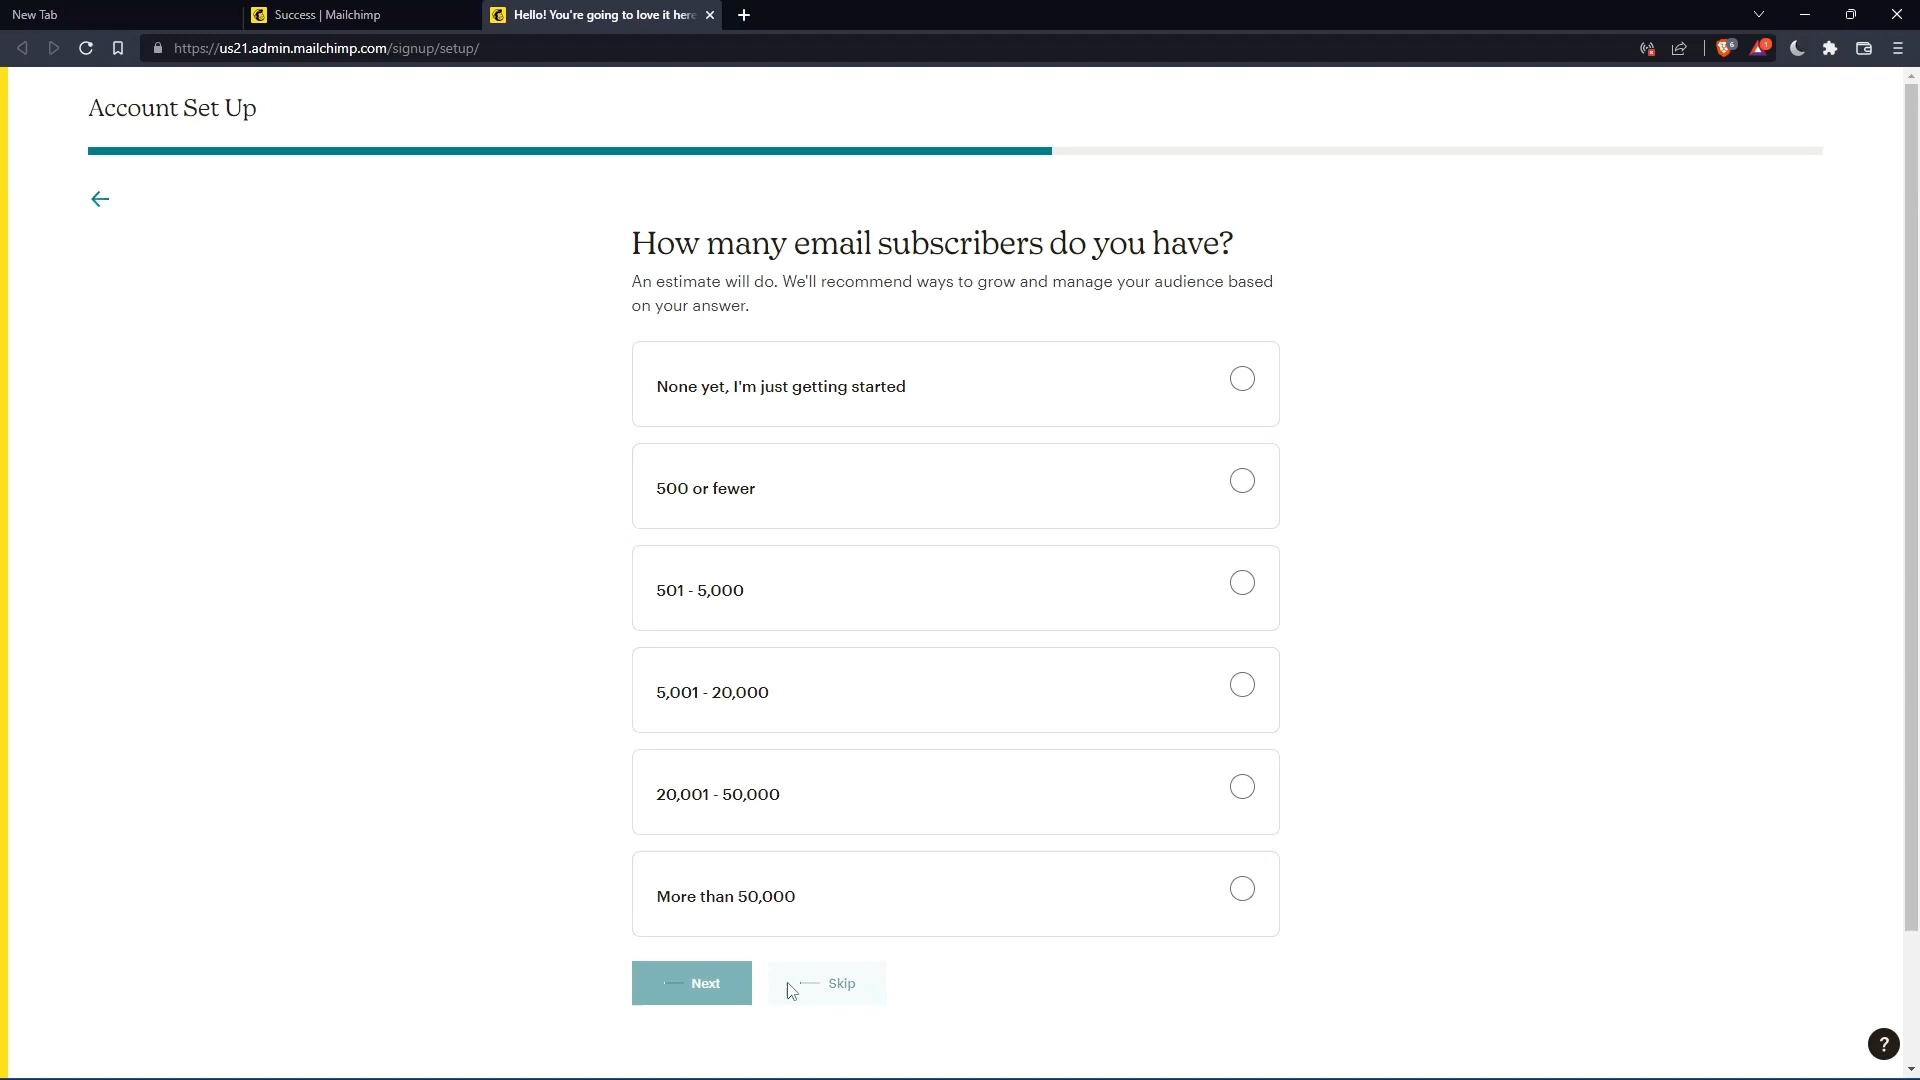 New Tab
Success | Mailchimp
Hello! You're going to love it here
https://us21.admin.mailchimp.com/signup/setup/
6
1
Account Set Up
How many email subscribers do you have?
An estimate will do. We'll recommend ways to grow and manage your audience based
on your answer.
None yet, I'm just getting started
500 or fewer
501 - 5,000
5,001 - 20,000
20,001 - 50,000
More than 50,000
Next
Skip
?